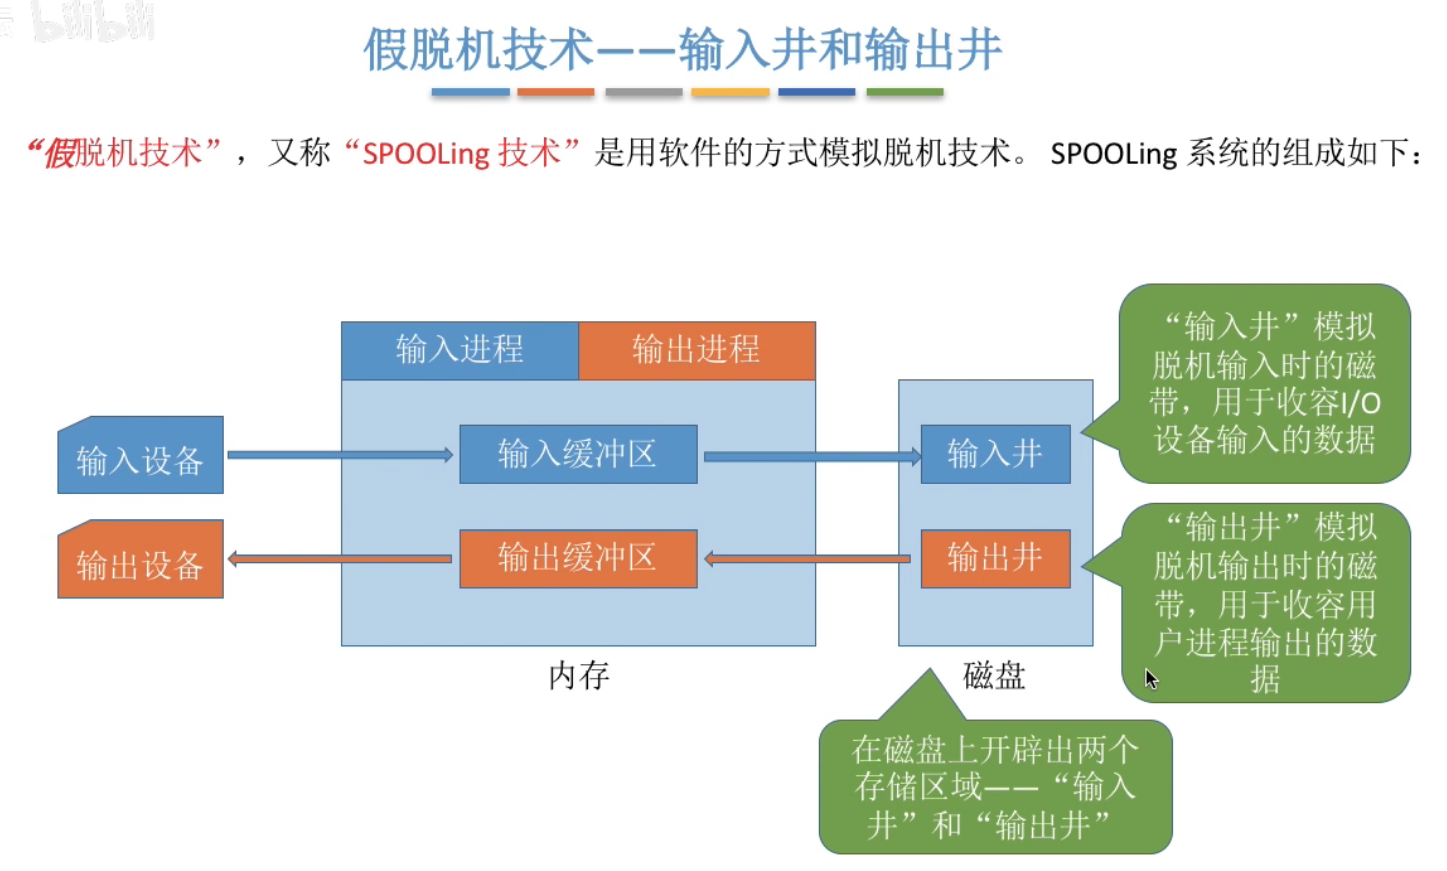 bilibili
假脱机技术——输入井和输出井
“假脱机技术”，又称“SPOOLing 技术”是用软件的方式模拟脱机技术。 SPOOLing 系统的组成如下：
输入进程
输出进程
“输入井”模拟
脱机输入时的磁
带，用于收容I/O
设备输入的数据
输入设备
输入缓冲区
输入井
输出设备
输出缓冲区
输出井
“输出井”模拟
脱机输出时的磁
带，用于收容用
户进程输出的数
据
内存
磁盘
在磁盘上开辟出两个
存储区域——“输入
井”和“输出井”